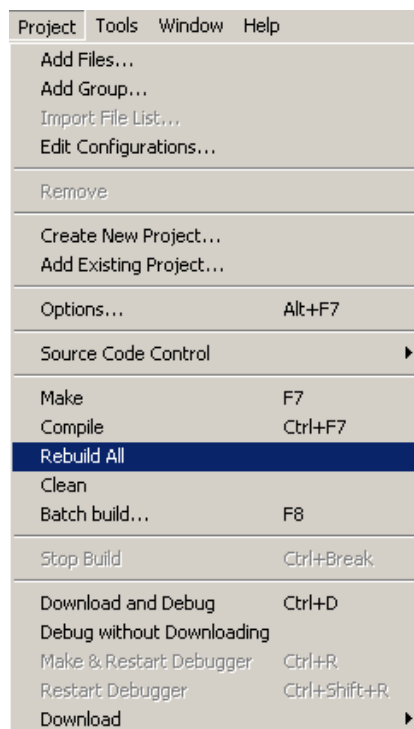 Project Tools Window Help
Add Files...
Add Group...
Import File List...
Edit Configurations...
Remove
Create New Project...
Add Existing Project...
Options... Alt+F7
Source Code Control
Make F7
Compile Ctrl+F7
Rebuild All
Clean
Batch build... F8
Stop Build Ctrl+Break
Download and Debug Ctrl+D
Debug without Downloading
Make & Restart Debugger Ctrl+R
Restart Debugger Ctrl+Shift+R
Download